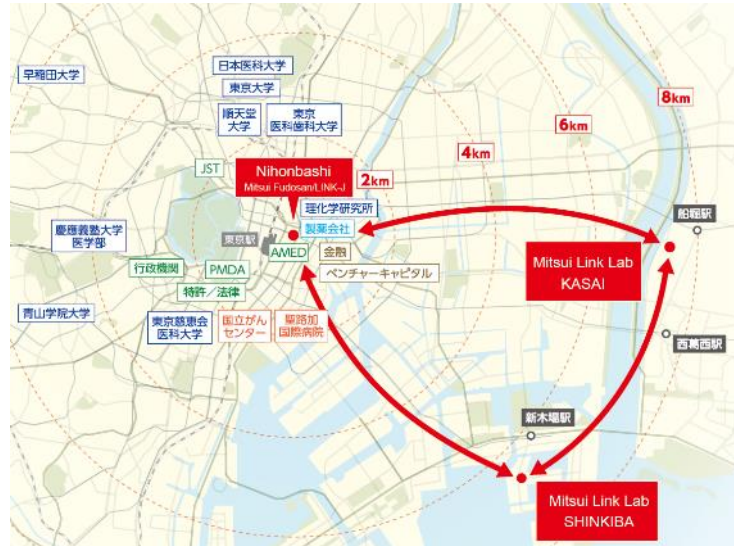 日本医科大学
早稲田大学
東京大学
順天堂
大学
東京
医科歯科大学
8km
6km
4km
2km
JST
Nihonbashi
Mitsui Fudosan/LINK-J
理化学研究所
製薬会社
慶應義塾大学
医学部
東京駅
AMED
金融
船堀駅
行政機関
PMDA
ベンチャーキャピタル
Mitsui Link Lab
KASAI
特許/法律
青山学院大学
東京慈恵会
医科大学
国立がん
センター
聖路加
国際病院
西葛西駅
新木場駅
Mitsui Link Lab
SHINKIBA